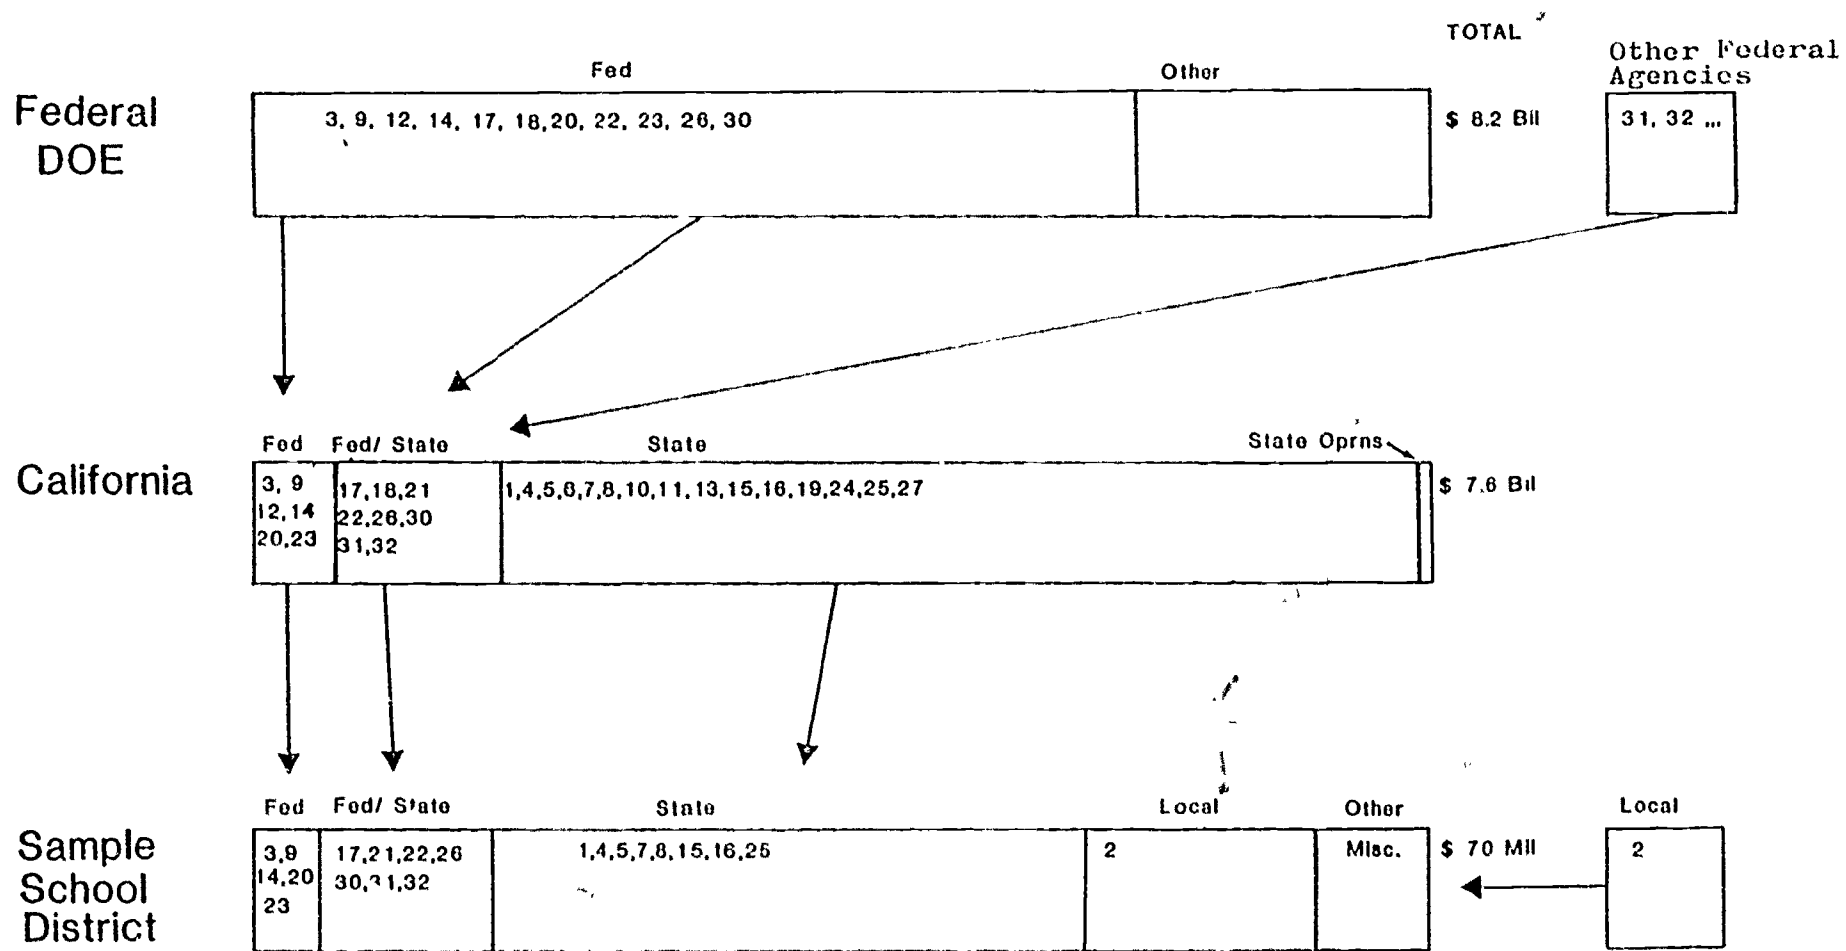 TOTAL
Other Federal
Agencies
Fed
Other
Federal
DOE
3, 9, 12, 14, 17, 18,20, 22, 23, 26, 30
$ 8.2 Bil
31, 32 ...
Fed
Fed/ State
State
State Oprns
California
3, 9
12,14
20,23
17,18,21
22,26,30
31,32
1,4,5,6,7,8,10,11,13,15,16,19,24,25,27
$ 7.6 Bil
Fed
Fed/ State
State
Local
Other
Local
Sample
School
District
3,9
14,20
23
17,21,22,26
30,31,32
1,4,5,7,8,15,16,25
2
Misc.
$ 70 Mil
2